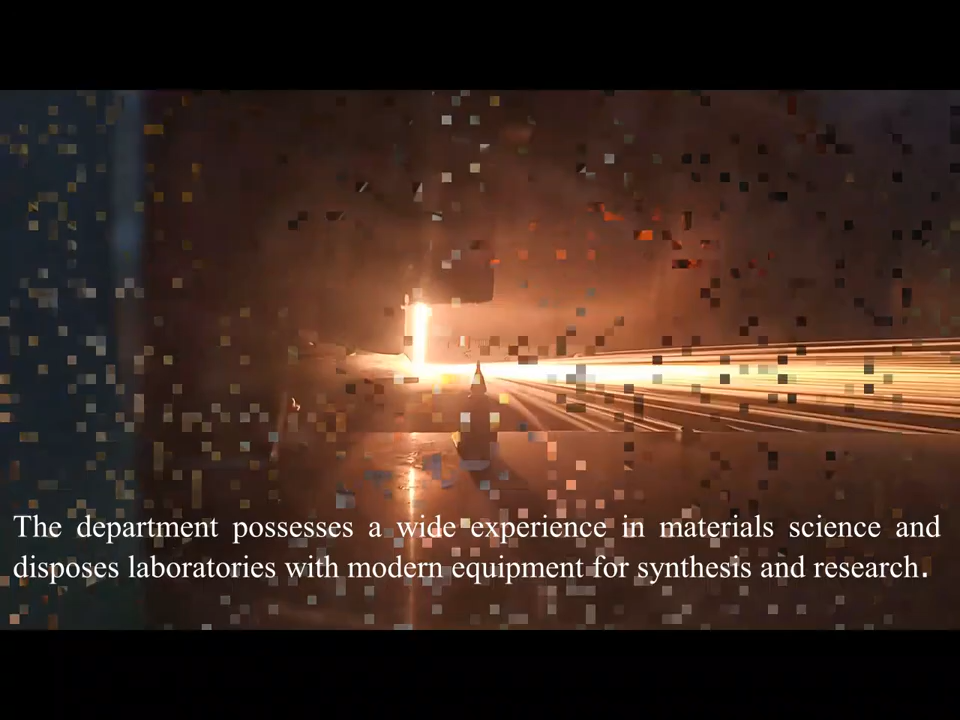 The department possesses a wide experience in materials science and
disposes laboratories with modern equipment for synthesis and research.